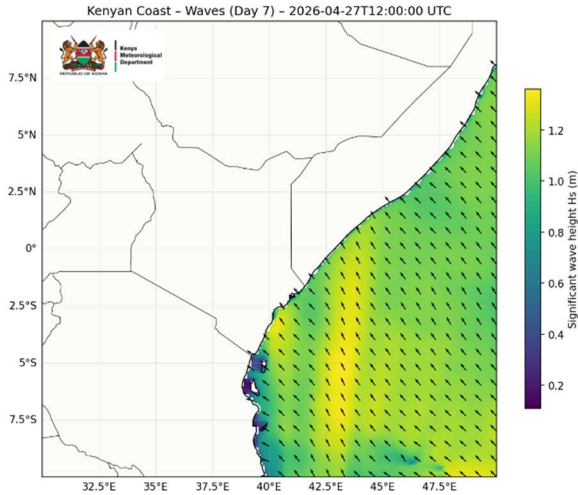 Kenyan Coast – Waves (Day 7) – 2026-04-27T12:00:00 UTC
Kenya
Meteorological
Department
REPUBLIC OF KENYA
7.5°N
5°N
2.5°N
0°
2.5°S
5°S
7.5°S
32.5°E 35°E 37.5°E 40°E 42.5°E 45°E 47.5°E
1.2
1.0
0.8
0.6
0.4
0.2
Significant wave height Hs (m)